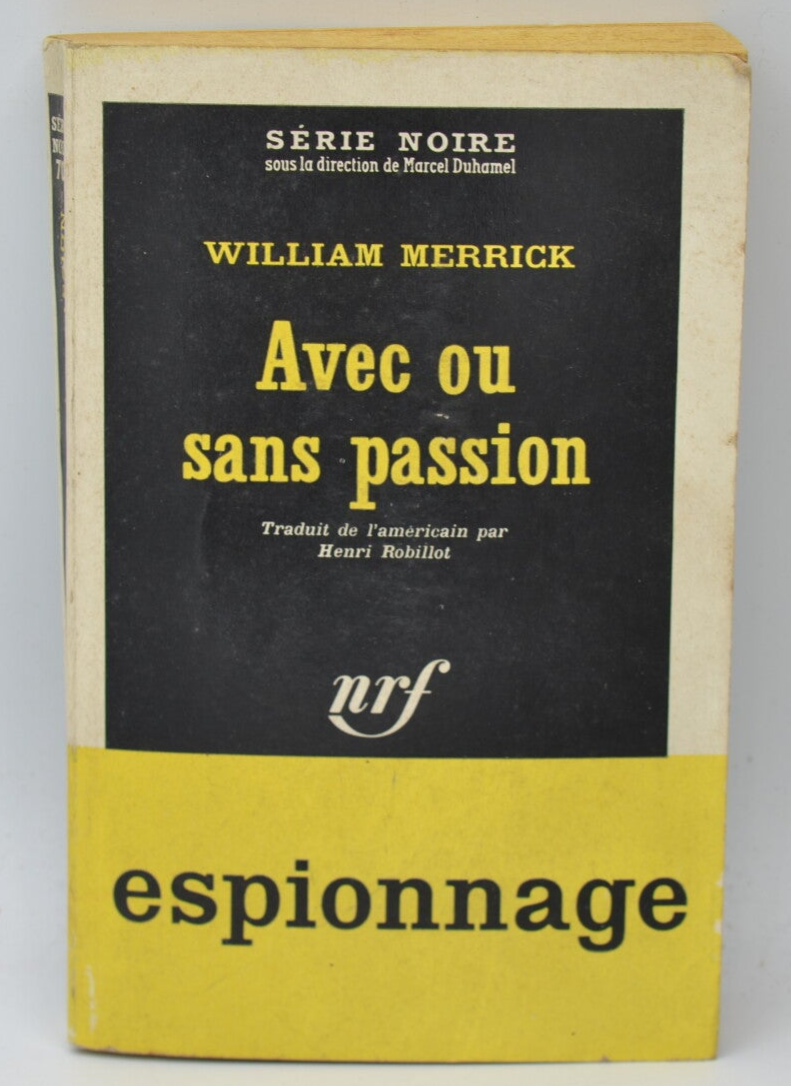 SÉRIE NOIRE
sous la direction de Marcel Duhamel
WILLIAM MERRICK
Avec ou
sans passion
Traduit de l'américain par
Henri Robillot
nrf
espionnage